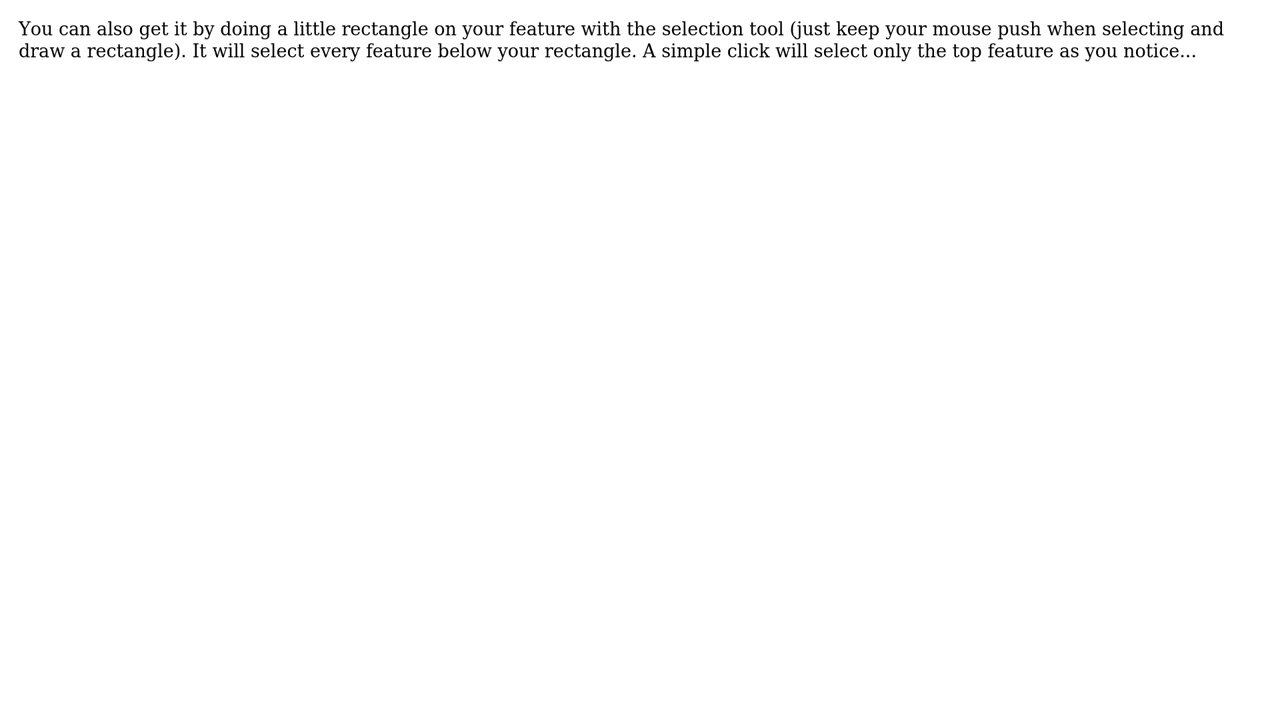 You can also get it by doing a little rectangle on your feature with the selection tool (just keep your mouse push when selecting and
draw a rectangle). It will select every feature below your rectangle. A simple click will select only the top feature as you notice...